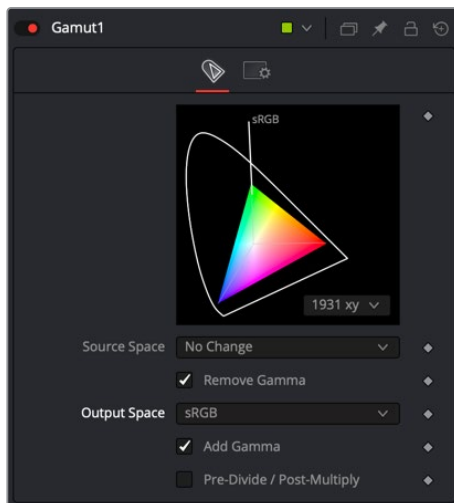 Gamut1
sRGB
1931 xy
Source Space No Change
Remove Gamma
Output Space sRGB
Add Gamma
Pre-Divide / Post-Multiply